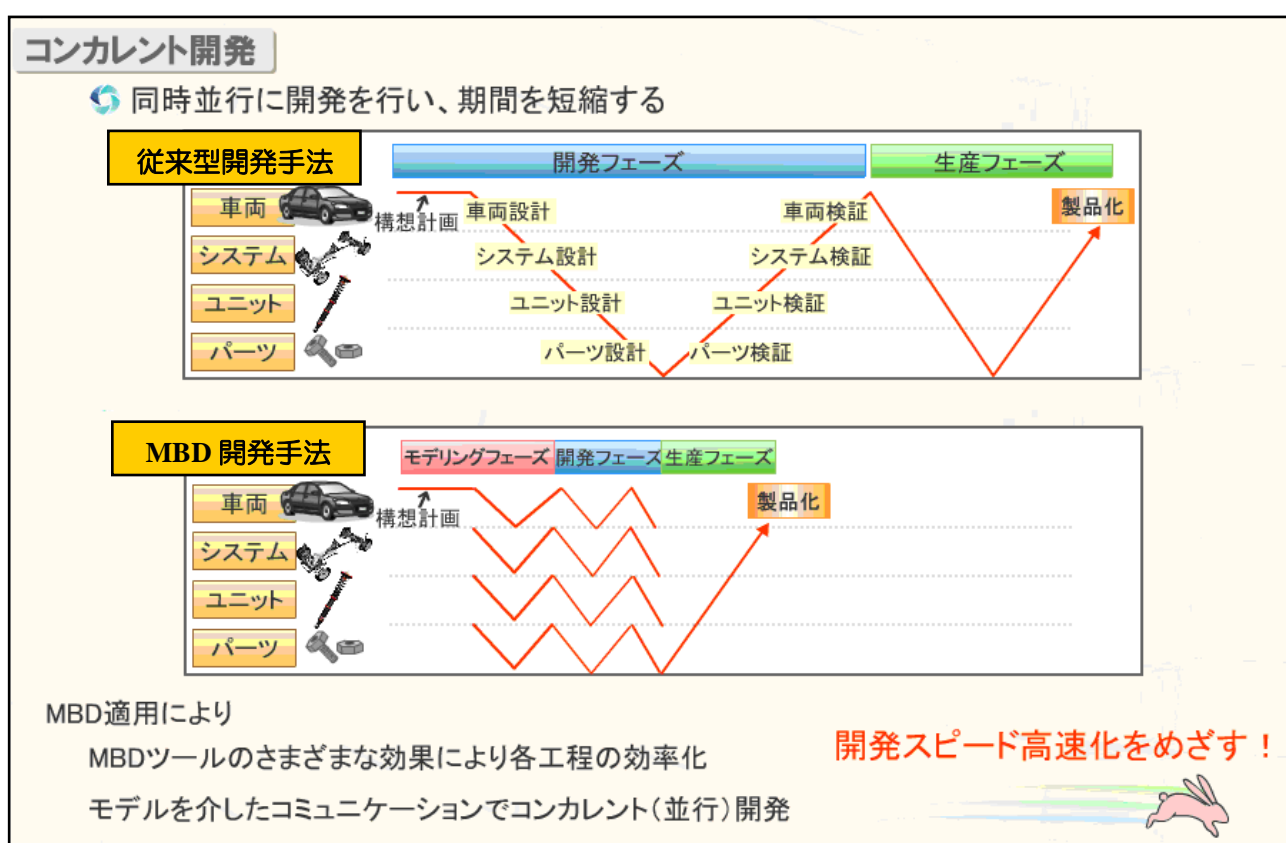 コンカレント開発
同時並行に開発を行い、期間を短縮する
従来型開発手法
開発フェーズ
生産フェーズ
車両
構想計画
車両設計
車両検証
製品化
システム
システム設計
システム検証
ユニット
ユニット設計
ユニット検証
パーツ
パーツ設計
パーツ検証
MBD 開発手法
モデリングフェーズ
開発フェーズ
生産フェーズ
車両
構想計画
製品化
システム
ユニット
パーツ
MBD適用により
MBDツールのさまざまな効果により各工程の効率化
開発スピード高速化をめざす！
モデルを介したコミュニケーションでコンカレント（並行）開発